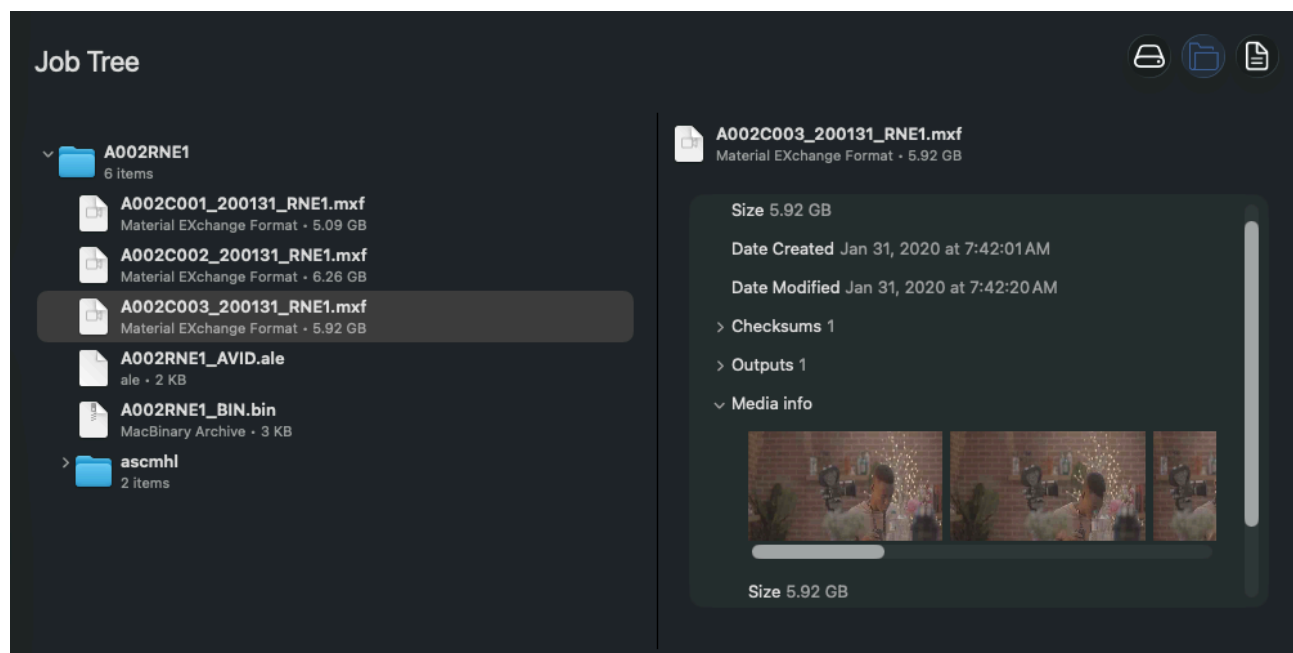 Job Tree
A002RNE1
6 items
A002C001_200131_RNE1.mxf
Material EXchange Format • 5.09 GB
A002C002_200131_RNE1.mxf
Material EXchange Format • 6.26 GB
A002C003_200131_RNE1.mxf
Material EXchange Format • 5.92 GB
A002RNE1_AVID.ale
ale • 2 KB
A002RNE1_BIN.bin
MacBinary Archive • 3 KB
ascmhl
2 items
A002C003_200131_RNE1.mxf
Material EXchange Format • 5.92 GB
Size 5.92 GB
Date Created Jan 31, 2020 at 7:42:01 AM
Date Modified Jan 31, 2020 at 7:42:20 AM
Checksums 1
Outputs 1
Media info
Size 5.92 GB